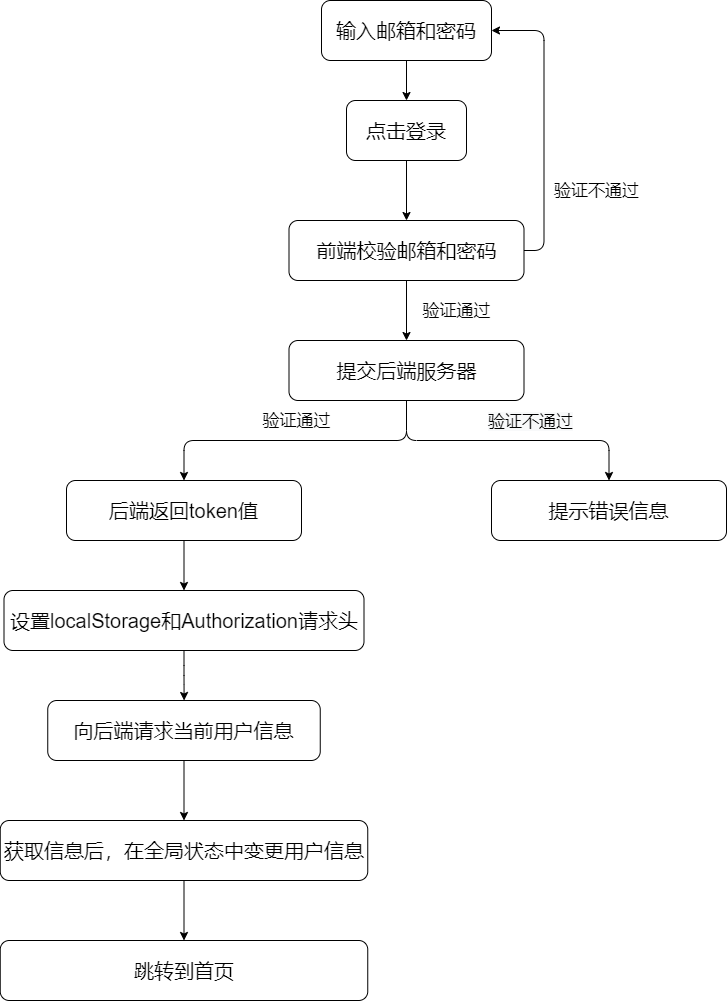 输入邮箱和密码
点击登录
验证不通过
前端校验邮箱和密码
验证通过
提交后端服务器
验证通过
验证不通过
后端返回token值
提示错误信息
设置localStorage和Authorization请求头
向后端请求当前用户信息
获取信息后，在全局状态中变更用户信息
跳转到首页